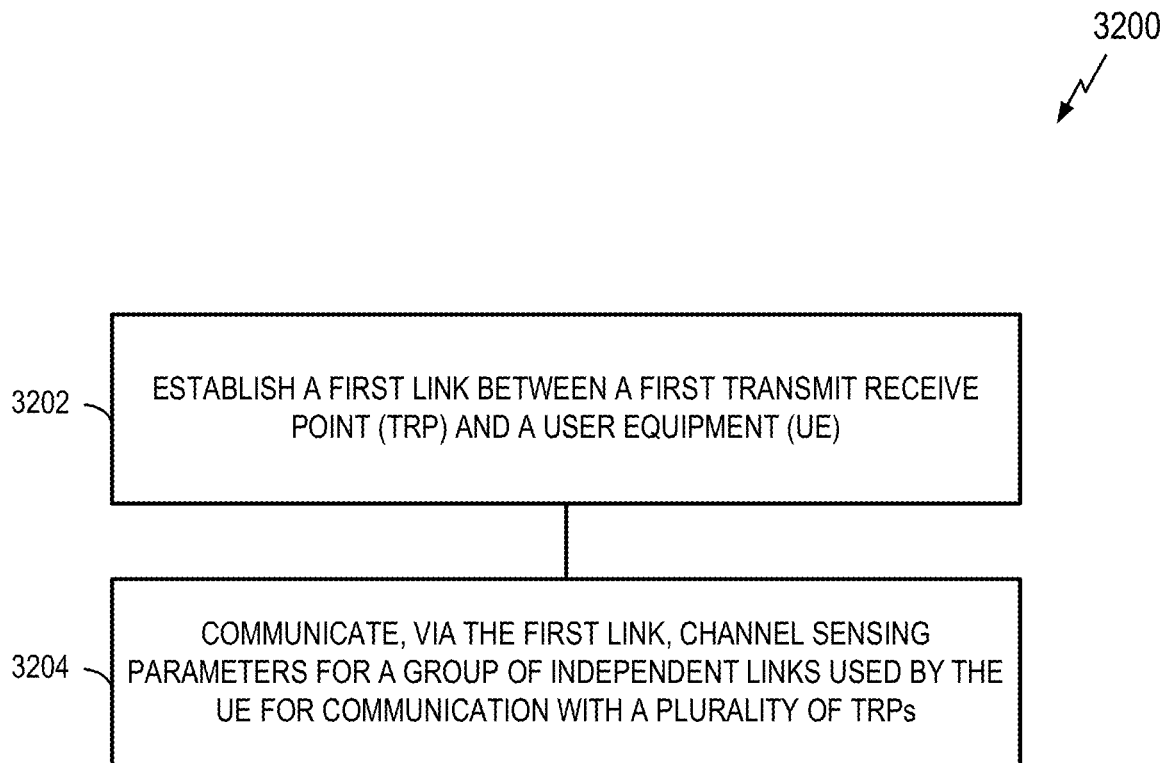 3200
3202
ESTABLISH A FIRST LINK BETWEEN A FIRST TRANSMIT RECEIVE
POINT (TRP) AND A USER EQUIPMENT (UE)
3204
COMMUNICATE, VIA THE FIRST LINK, CHANNEL SENSING
PARAMETERS FOR A GROUP OF INDEPENDENT LINKS USED BY THE
UE FOR COMMUNICATION WITH A PLURALITY OF TRPs